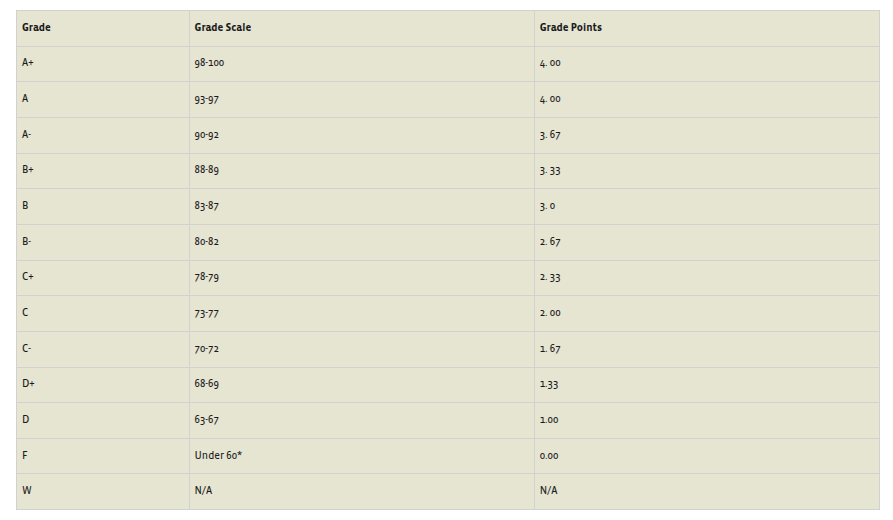 Grade Grade Scale Grade Points
A+ 98-100 4. 00
A 93-97 4. 00
A- 90-92 3. 67
B+ 88-89 3. 33
B 83-87 3. 0
B- 80-82 2. 67
C+ 78-79 2. 33
C 73-77 2. 00
C- 70-72 1. 67
D+ 68-69 1.33
D 63-67 1.00
F Under 60* 0.00
W N/A N/A